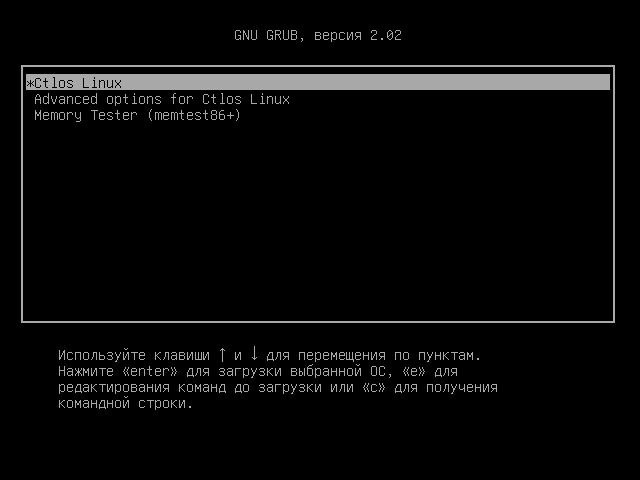 GNU GRUB, версия 2.02
*Ctlos Linux
Advanced options for Ctlos Linux
Memory Tester (memtest86+)
Используйте клавиши ↑ и ↓ для перемещения по пунктам.
Нажмите «enter» для загрузки выбранной ОС, «e» для
редактирования команд до загрузки или «c» для получения
командной строки.